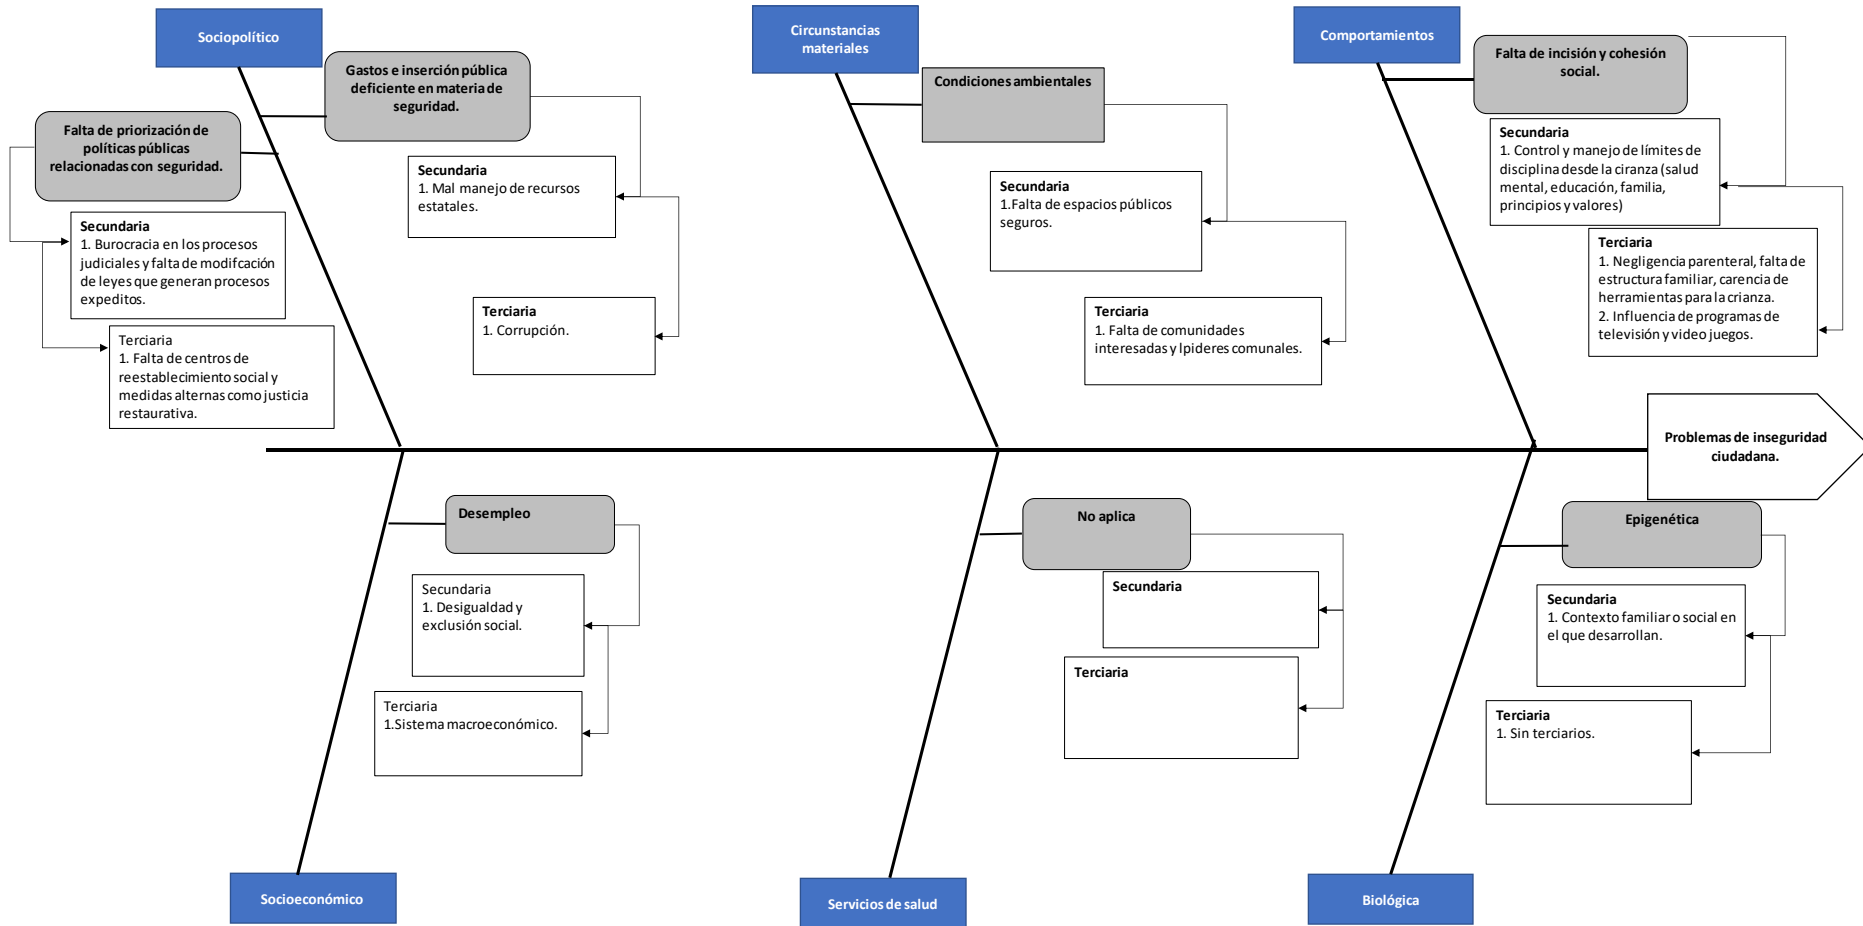 Sociopolítico
Gastos e inserción pública
deficiente en materia de
seguridad.
Falta de priorización de
políticas públicas
relacionadas con seguridad.
Secundaria
1. Mal manejo de recursos
estatales.
Secundaria
1. Burocracia en los procesos
judiciales y falta de modifcación
de leyes que generan procesos
expeditos.
Terciaria
1. Corrupción.
Terciaria
1. Falta de centros de
reestablecimiento social y
medidas alternas como justicia
restaurativa.
Circunstancias
materiales
Condiciones ambientales
Secundaria
1.Falta de espacios públicos
seguros.
Terciaria
1. Falta de comunidades
interesadas y lpideres comunales.
Comportamientos
Falta de incisión y cohesión
social.
Secundaria
1. Control y manejo de límites de
disciplina desde la ciranza (salud
mental, educación, familia,
principios y valores)
Terciaria
1. Negligencia parenteral, falta de
estructura familiar, carencia de
herramientas para la crianza.
2. Influencia de programas de
televisión y video juegos.
Problemas de inseguridad
ciudadana.
Desempleo
Secundaria
1. Desigualdad y
exclusión social.
Terciaria
1.Sistema macroeconómico.
Socioeconómico
No aplica
Secundaria
Terciaria
Servicios de salud
Epigenética
Secundaria
1. Contexto familiar o social en
el que desarrollan.
Terciaria
1. Sin terciarios.
Biológica